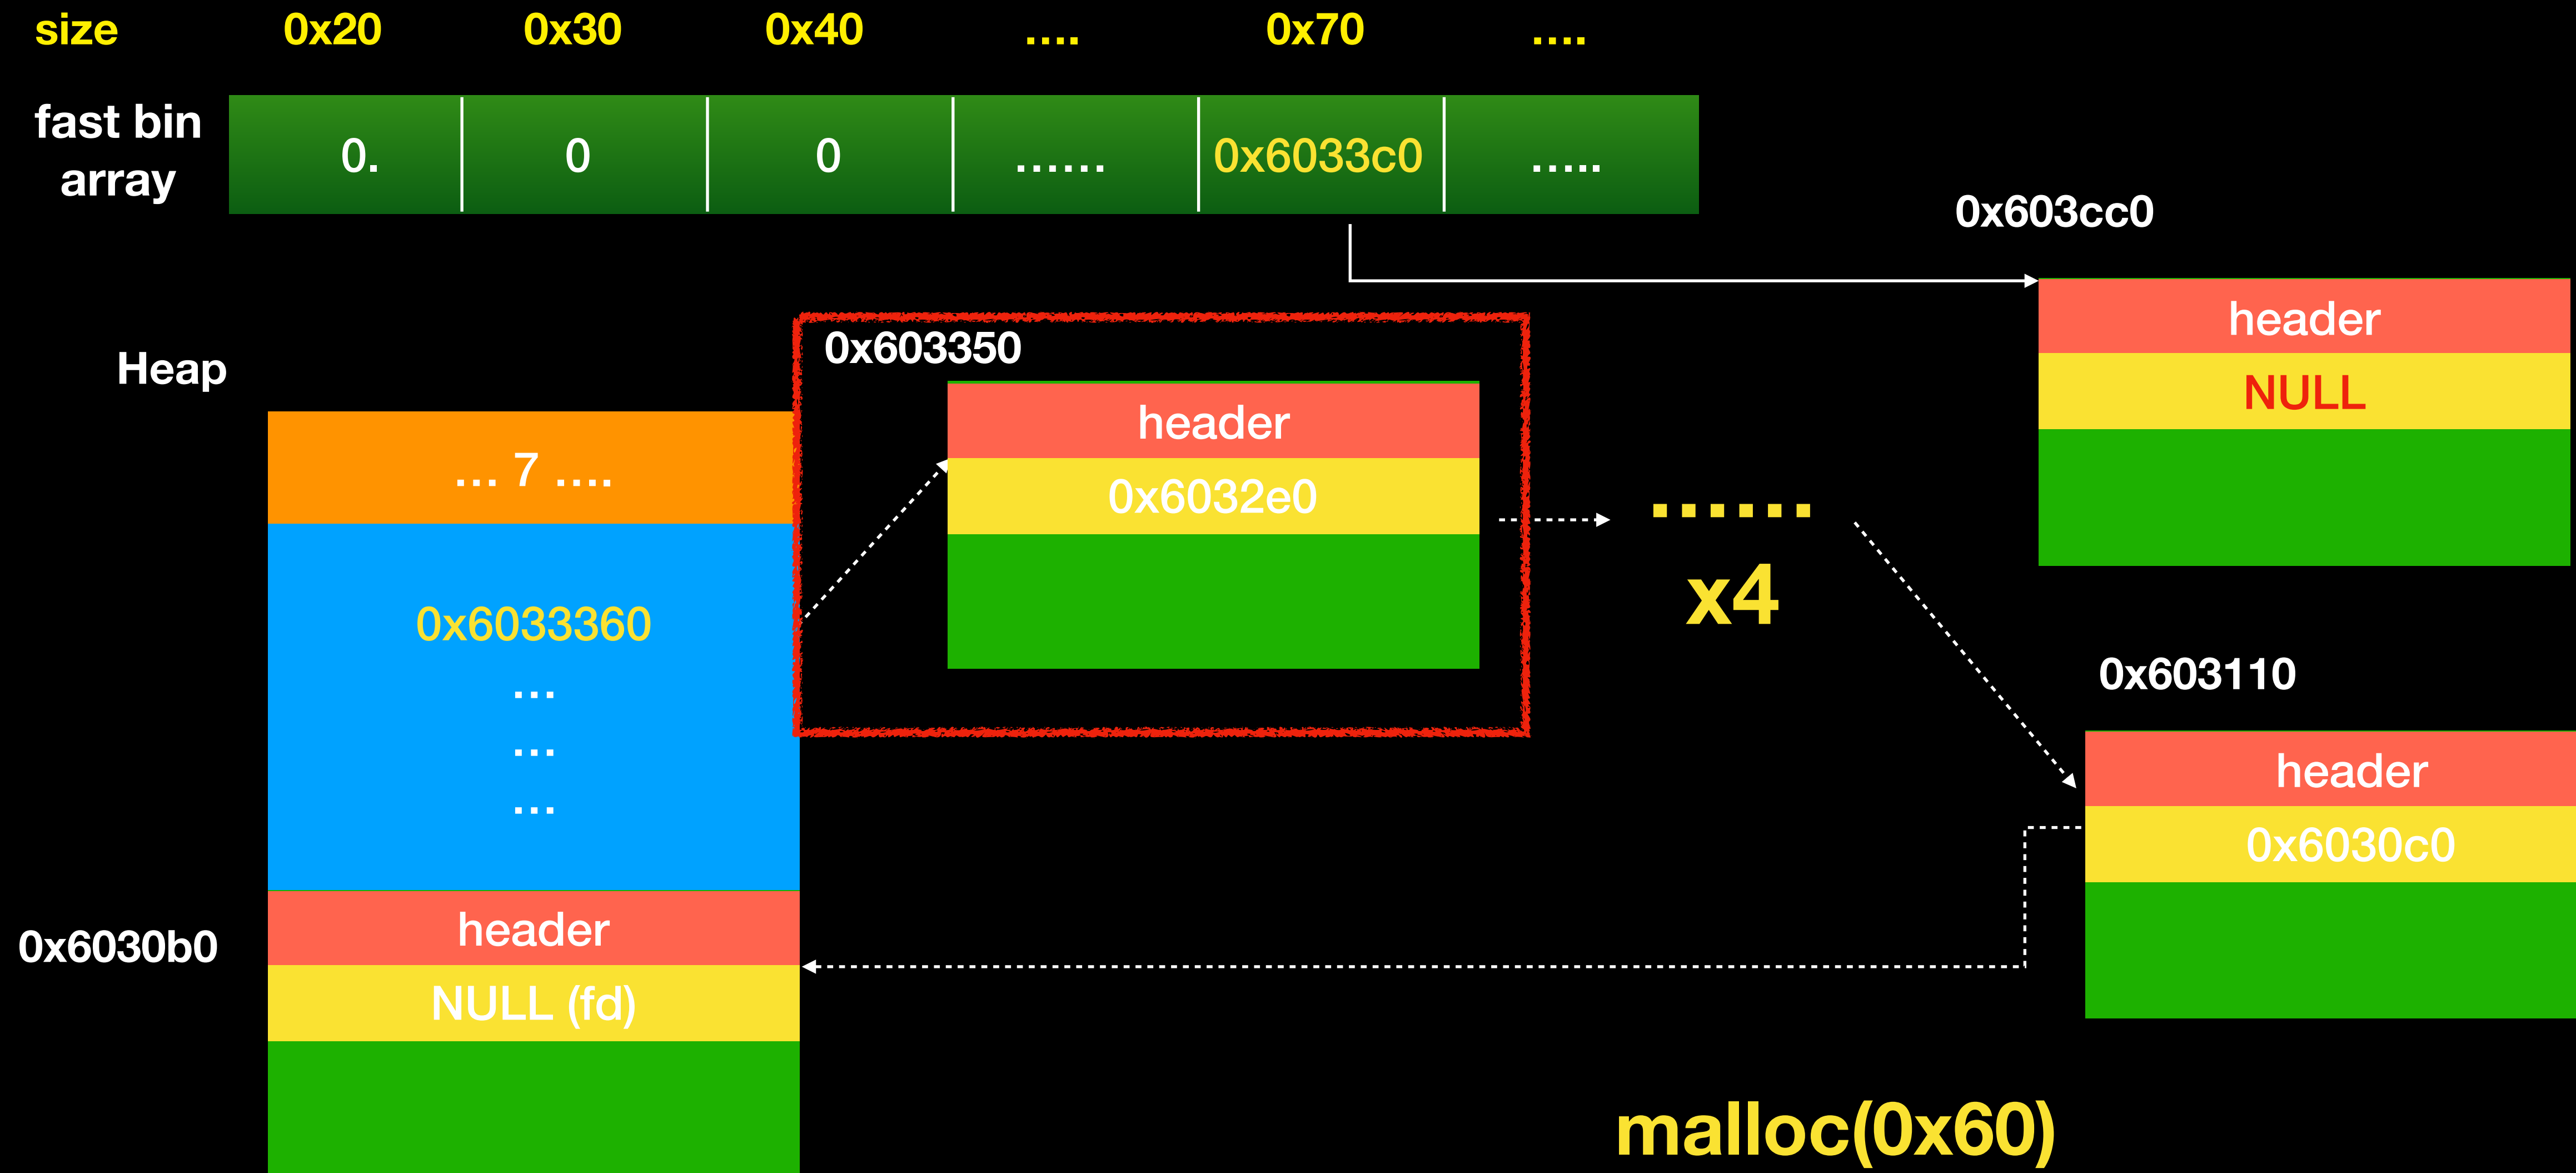 size 0x20 0x30 0x40 .... 0x70 ....
fast bin
array
0. 0 0 ...... 0x6033c0 .....
0x603cc0
header
NULL
Heap
0x603350
header
0x6032e0
... 7 ....
0x6033360
...
...
...
......
x4
0x603110
header
0x6030c0
0x6030b0
header
NULL (fd)
malloc(0x60)